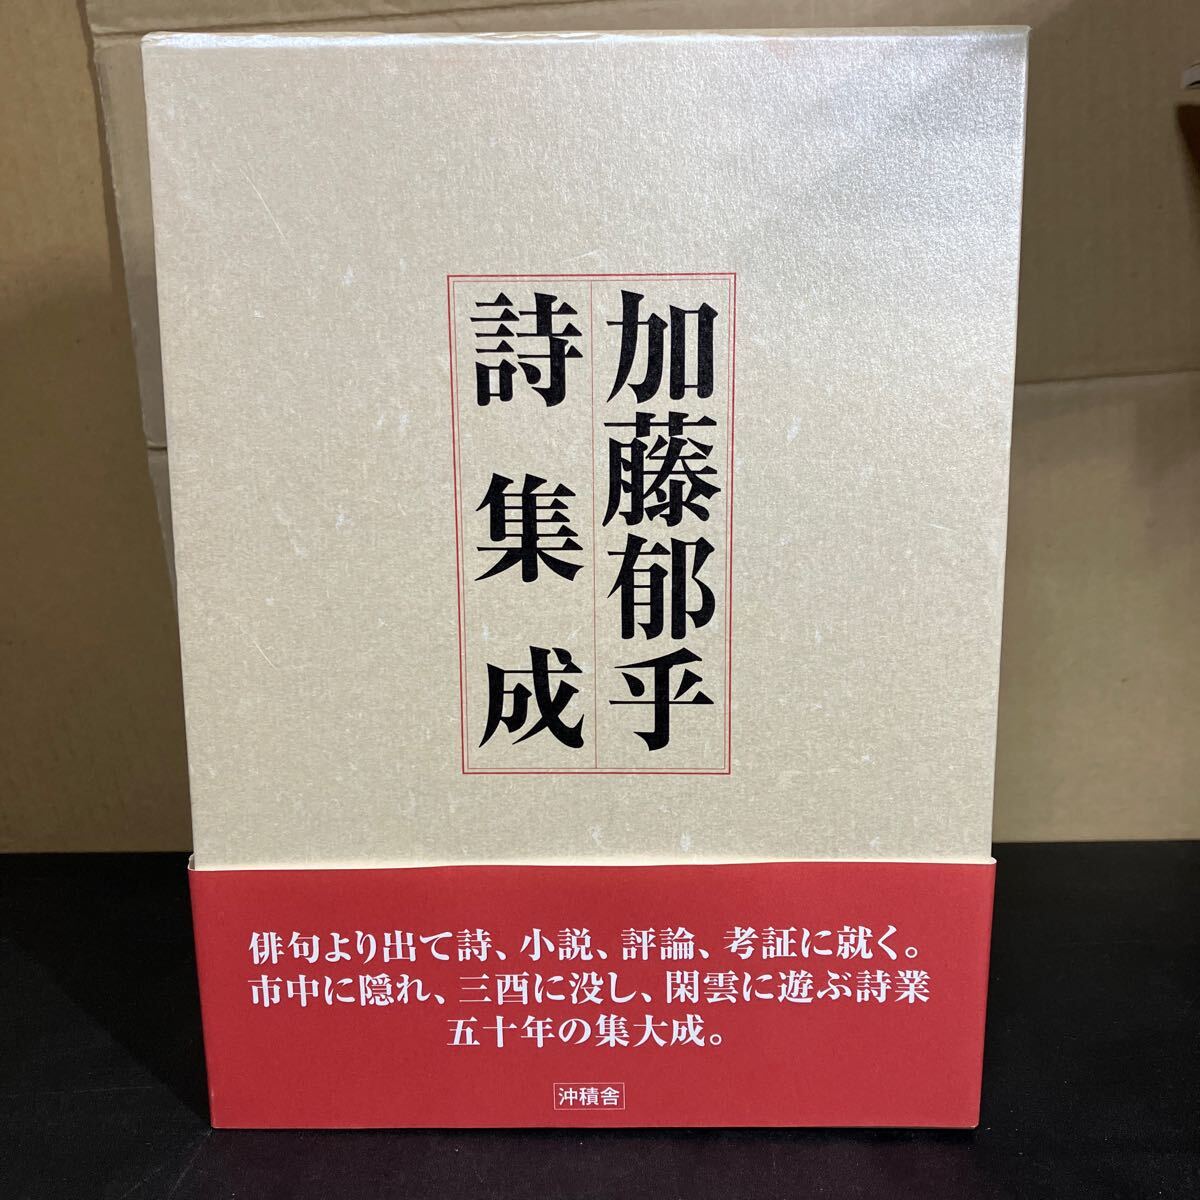 加藤郁乎
詩集成
俳句より出て詩、小説、評論、考証に就く。
市中に隠れ、三酉に没し、閑雲に遊ぶ詩業
五十年の集大成。
沖積舎